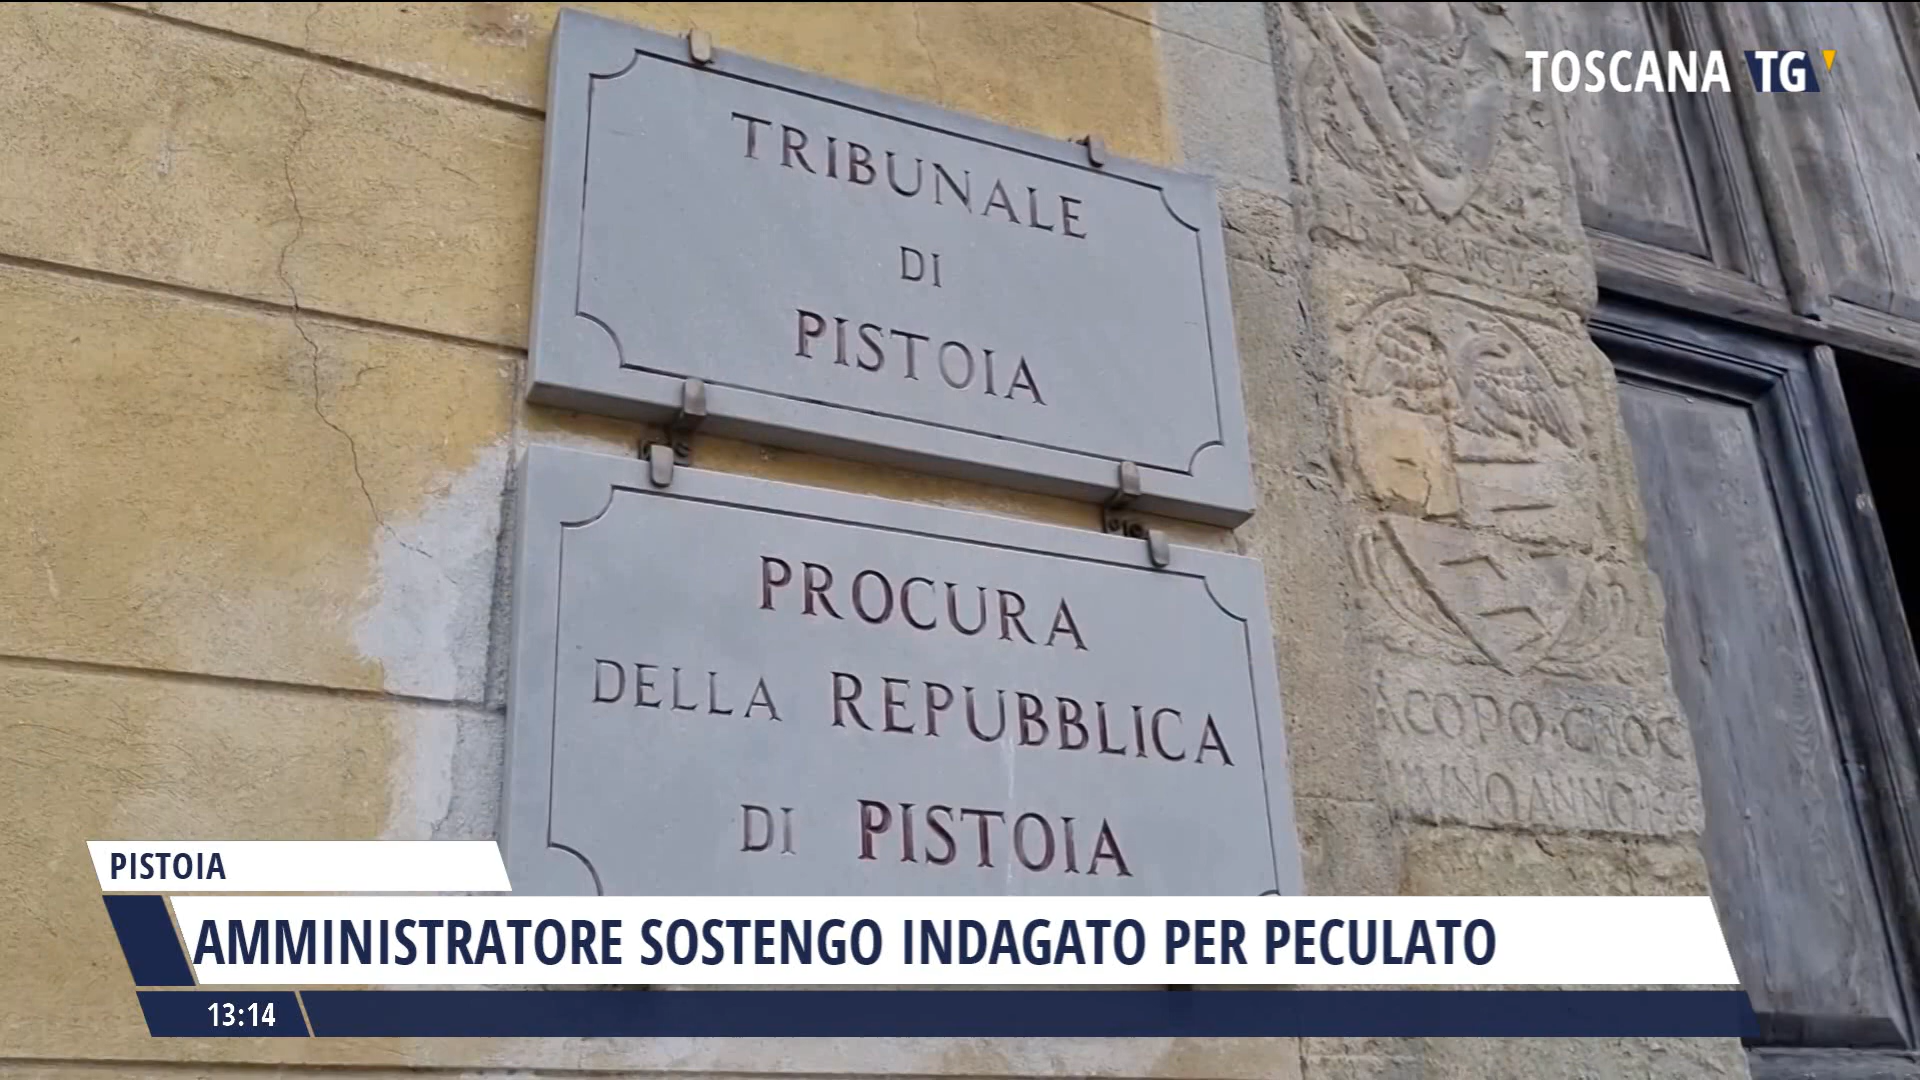 TOSCANA TG
TRIBUNALE
DI
PISTOIA
PROCURA
DELLA REPUBBLICA
DI PISTOIA
PISTOIA
AMMINISTRATORE SOSTENGO INDAGATO PER PECULATO
13:14